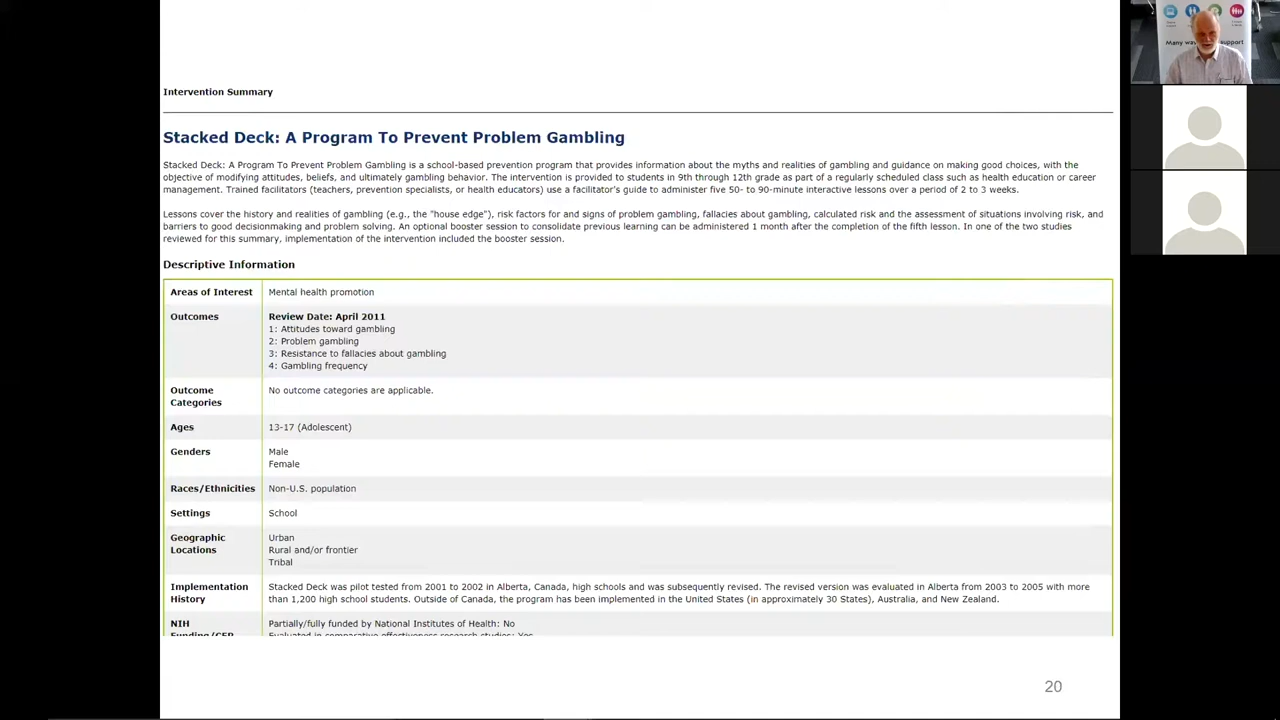 Intervention Summary
Stacked Deck: A Program To Prevent Problem Gambling
Stacked Deck: A Program To Prevent Problem Gambling is a school-based prevention program that provides information about the myths and realities of gambling and guidance on making good choices, with the
objective of modifying attitudes, beliefs, and ultimately gambling behavior. The intervention is provided to students in 9th through 12th grade as part of a regularly scheduled class such as health education or career
management. Trained facilitators (teachers, prevention specialists, or health educators) use a facilitator's guide to administer five 50- to 90-minute interactive lessons over a period of 2 to 3 weeks.
Lessons cover the history and realities of gambling (e.g., the "house edge"), risk factors for and signs of problem gambling, fallacies about gambling, calculated risk and the assessment of situations involving risk, and
barriers to good decisionmaking and problem solving. An optional booster session to consolidate previous learning can be administered 1 month after the completion of the fifth lesson. In one of the two studies
reviewed for this summary, implementation of the intervention included the booster session.
Descriptive Information
Areas of Interest Mental health promotion
Outcomes Review Date: April 2011
1: Attitudes toward gambling
2: Problem gambling
3: Resistance to fallacies about gambling
4: Gambling frequency
Outcome No outcome categories are applicable.
Categories
Ages 13-17 (Adolescent)
Genders Male
Female
Races/Ethnicities Non-U.S. population
Settings School
Geographic Urban
Locations Rural and/or frontier
Tribal
Implementation Stacked Deck was pilot tested from 2001 to 2002 in Alberta, Canada, high schools and was subsequently revised. The revised version was evaluated in Alberta from 2003 to 2005 with more
History than 1,200 high school students. Outside of Canada, the program has been implemented in the United States (in approximately 30 States), Australia, and New Zealand.
NIH Partially/fully funded by National Institutes of Health: No
Funding/CER Evaluated in comparative effectiveness research studies: Yes
20
Many support